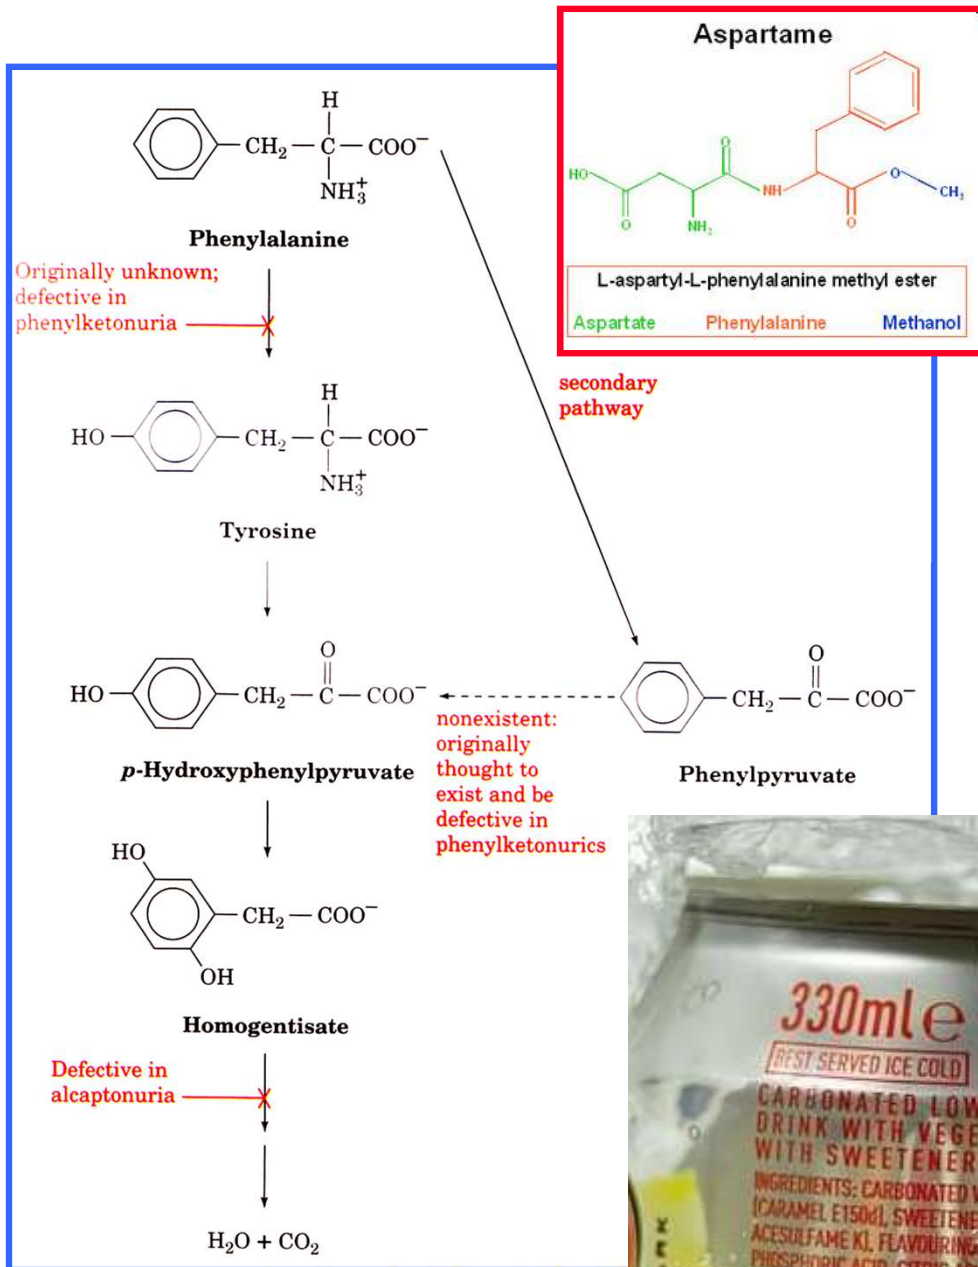 Aspartame
HO
O
NH₂
O
NH
O
O
CH₃
L-aspartyl-L-phenylalanine methyl ester
Aspartate Phenylalanine Methanol
H
CH₂ — C — COO⁻
NH₃⁺
Phenylalanine
Originally unknown;
defective in
phenylketonuria
secondary
pathway
H
HO CH₂ — C — COO⁻
NH₃⁺
Tyrosine
O
HO CH₂ — C — COO⁻
p-Hydroxyphenylpyruvate
nonexistent:
originally
thought to
exist and be
defective in
phenylketonurics
O
CH₂ — C — COO⁻
Phenylpyruvate
HO
CH₂ — COO⁻
OH
Homogentisate
Defective in
alcaptonuria
H₂O + CO₂
330ml e
BEST SERVED ICE COLD
CARBONATED LOW
DRINK WITH VEGE
WITH SWEETENER
INGREDIENTS: CARBONATED W
(CARAMEL E150d), SWEETENE
ACESULFAME K), FLAVOURING
PHOSPHORIC ACID, CITRIC